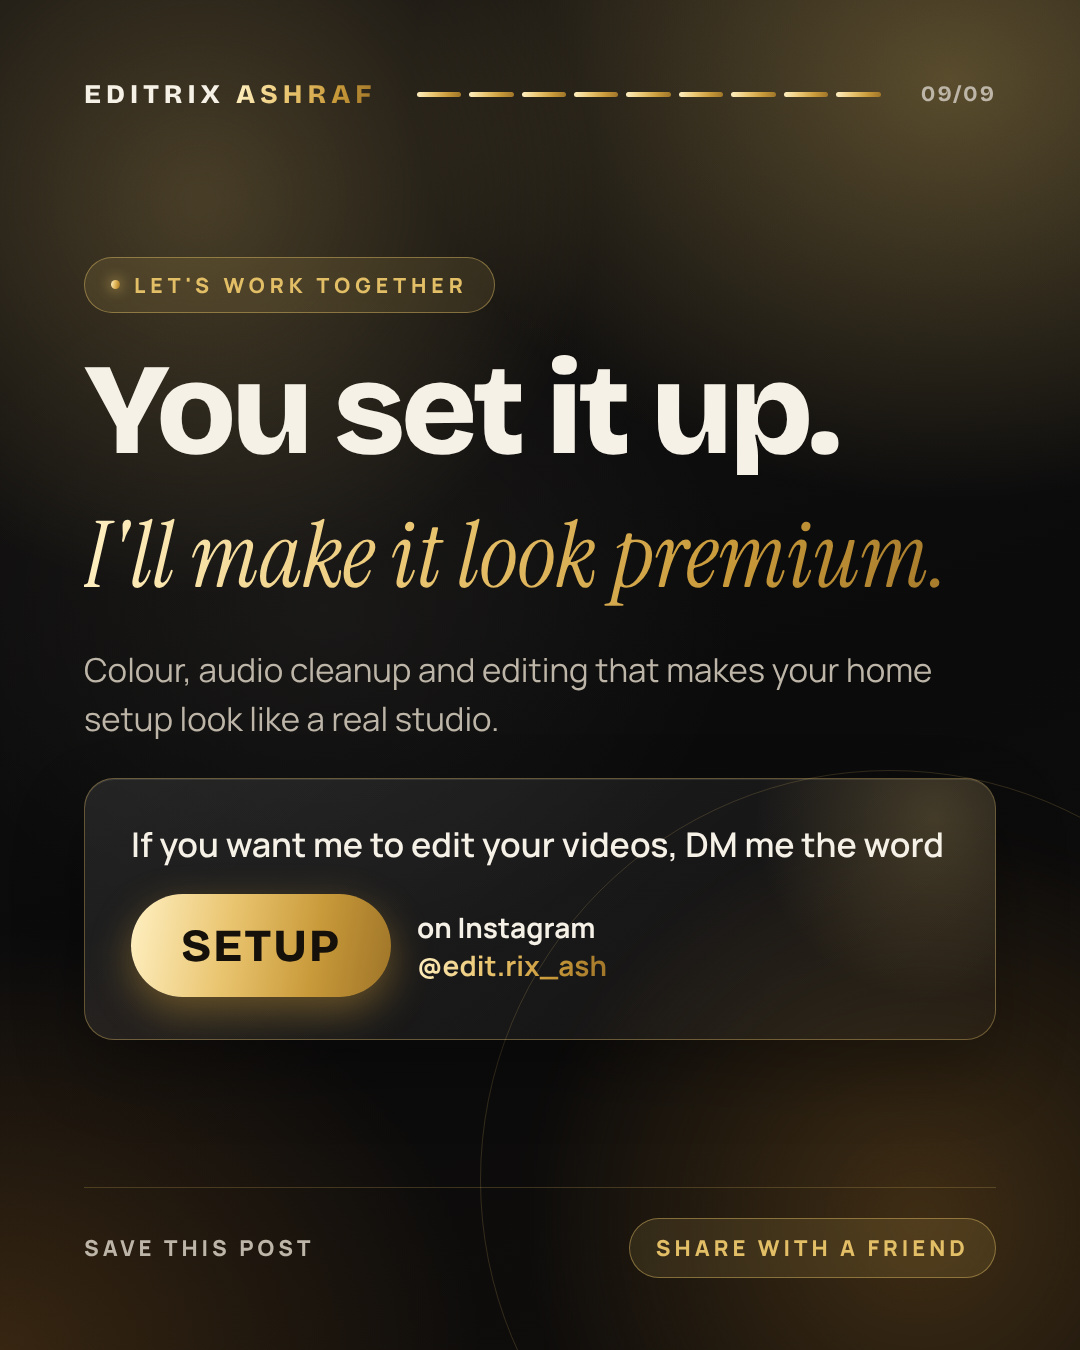 EDITRIX ASHRAF 09/09
LET'S WORK TOGETHER
You set it up.
I'll make it look premium.
Colour, audio cleanup and editing that makes your home
setup look like a real studio.
If you want me to edit your videos, DM me the word
SETUP
on Instagram
@edit.rix_ash
SAVE THIS POST
SHARE WITH A FRIEND